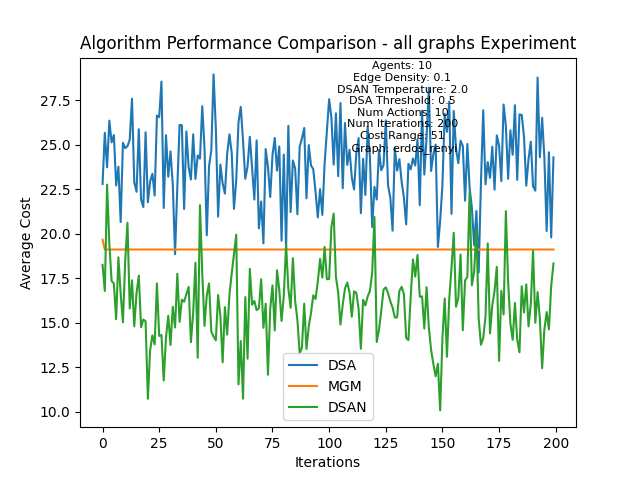 Algorithm Performance Comparison - all graphs Experiment
Agents: 10
Edge Density: 0.1
DSAN Temperature: 2.0
DSA Threshold: 0.5
Num Actions: 10
Num Iterations: 200
Cost Range: 51
Graph: erdos_renyi
27.5
25.0
22.5
20.0
17.5
15.0
12.5
10.0
Average Cost
DSA
MGM
DSAN
0 25 50 75 100 125 150 175 200
Iterations